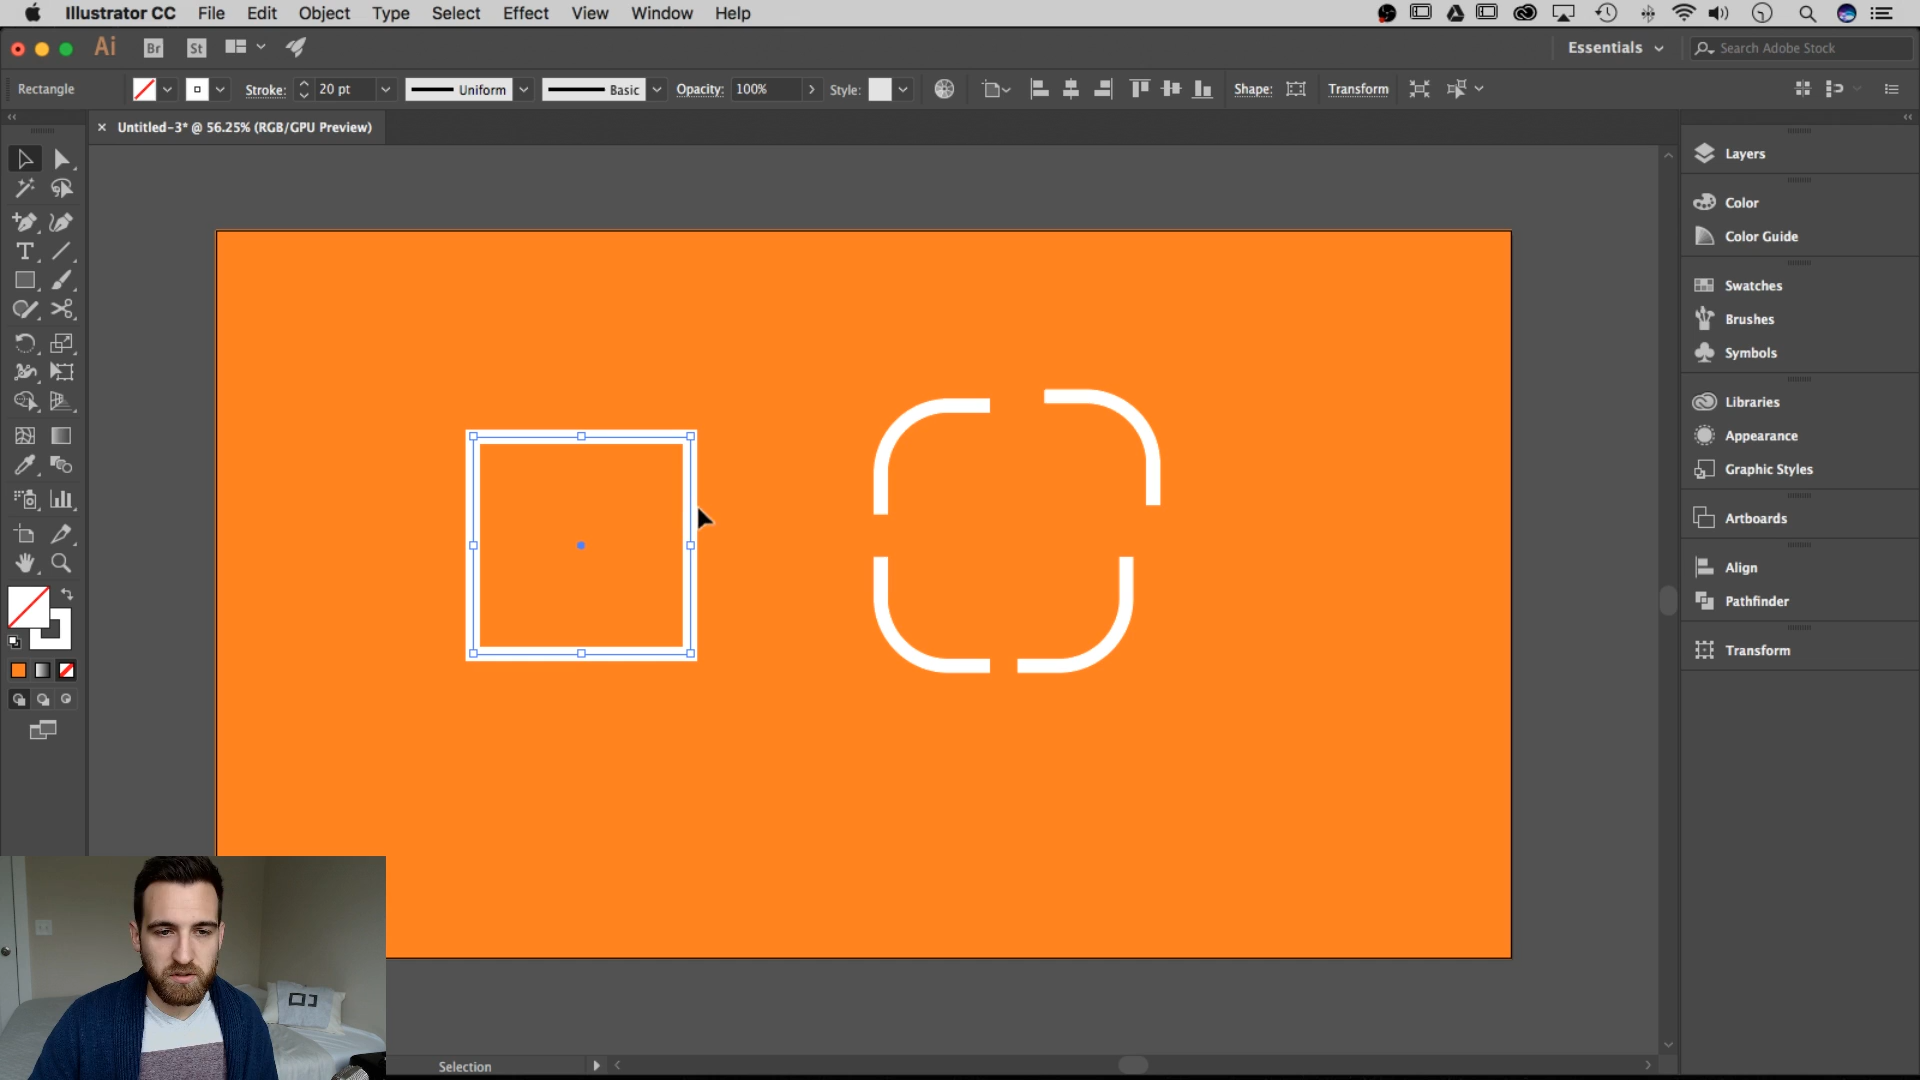 Illustrator CC File Edit Object Type Select Effect View Window Help
Ai Br St Essentials Search Adobe Stock
Rectangle Stroke: 20 pt Uniform Basic Opacity: 100% Style: Shape: Transform
× Untitled-3* @ 56.25% (RGB/GPU Preview)
Layers
Color
Color Guide
Swatches
Brushes
Symbols
Libraries
Appearance
Graphic Styles
Artboards
Align
Pathfinder
Transform
Selection